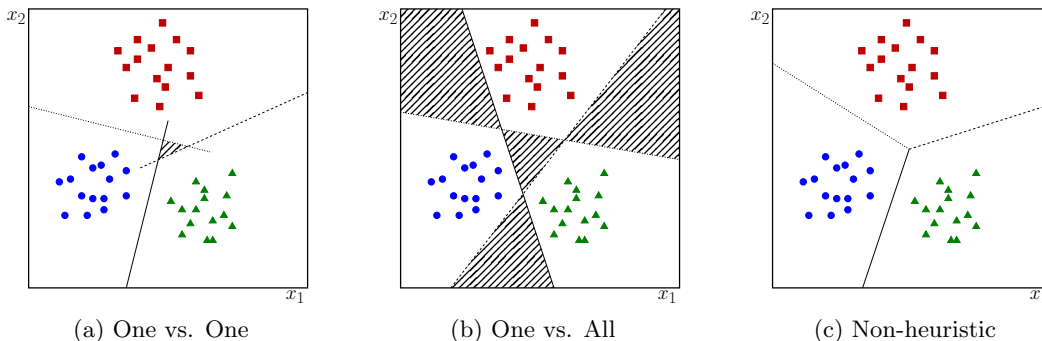 x2
x1
(a) One vs. One
x2
x1
(b) One vs. All
x2
x
(c) Non-heuristic